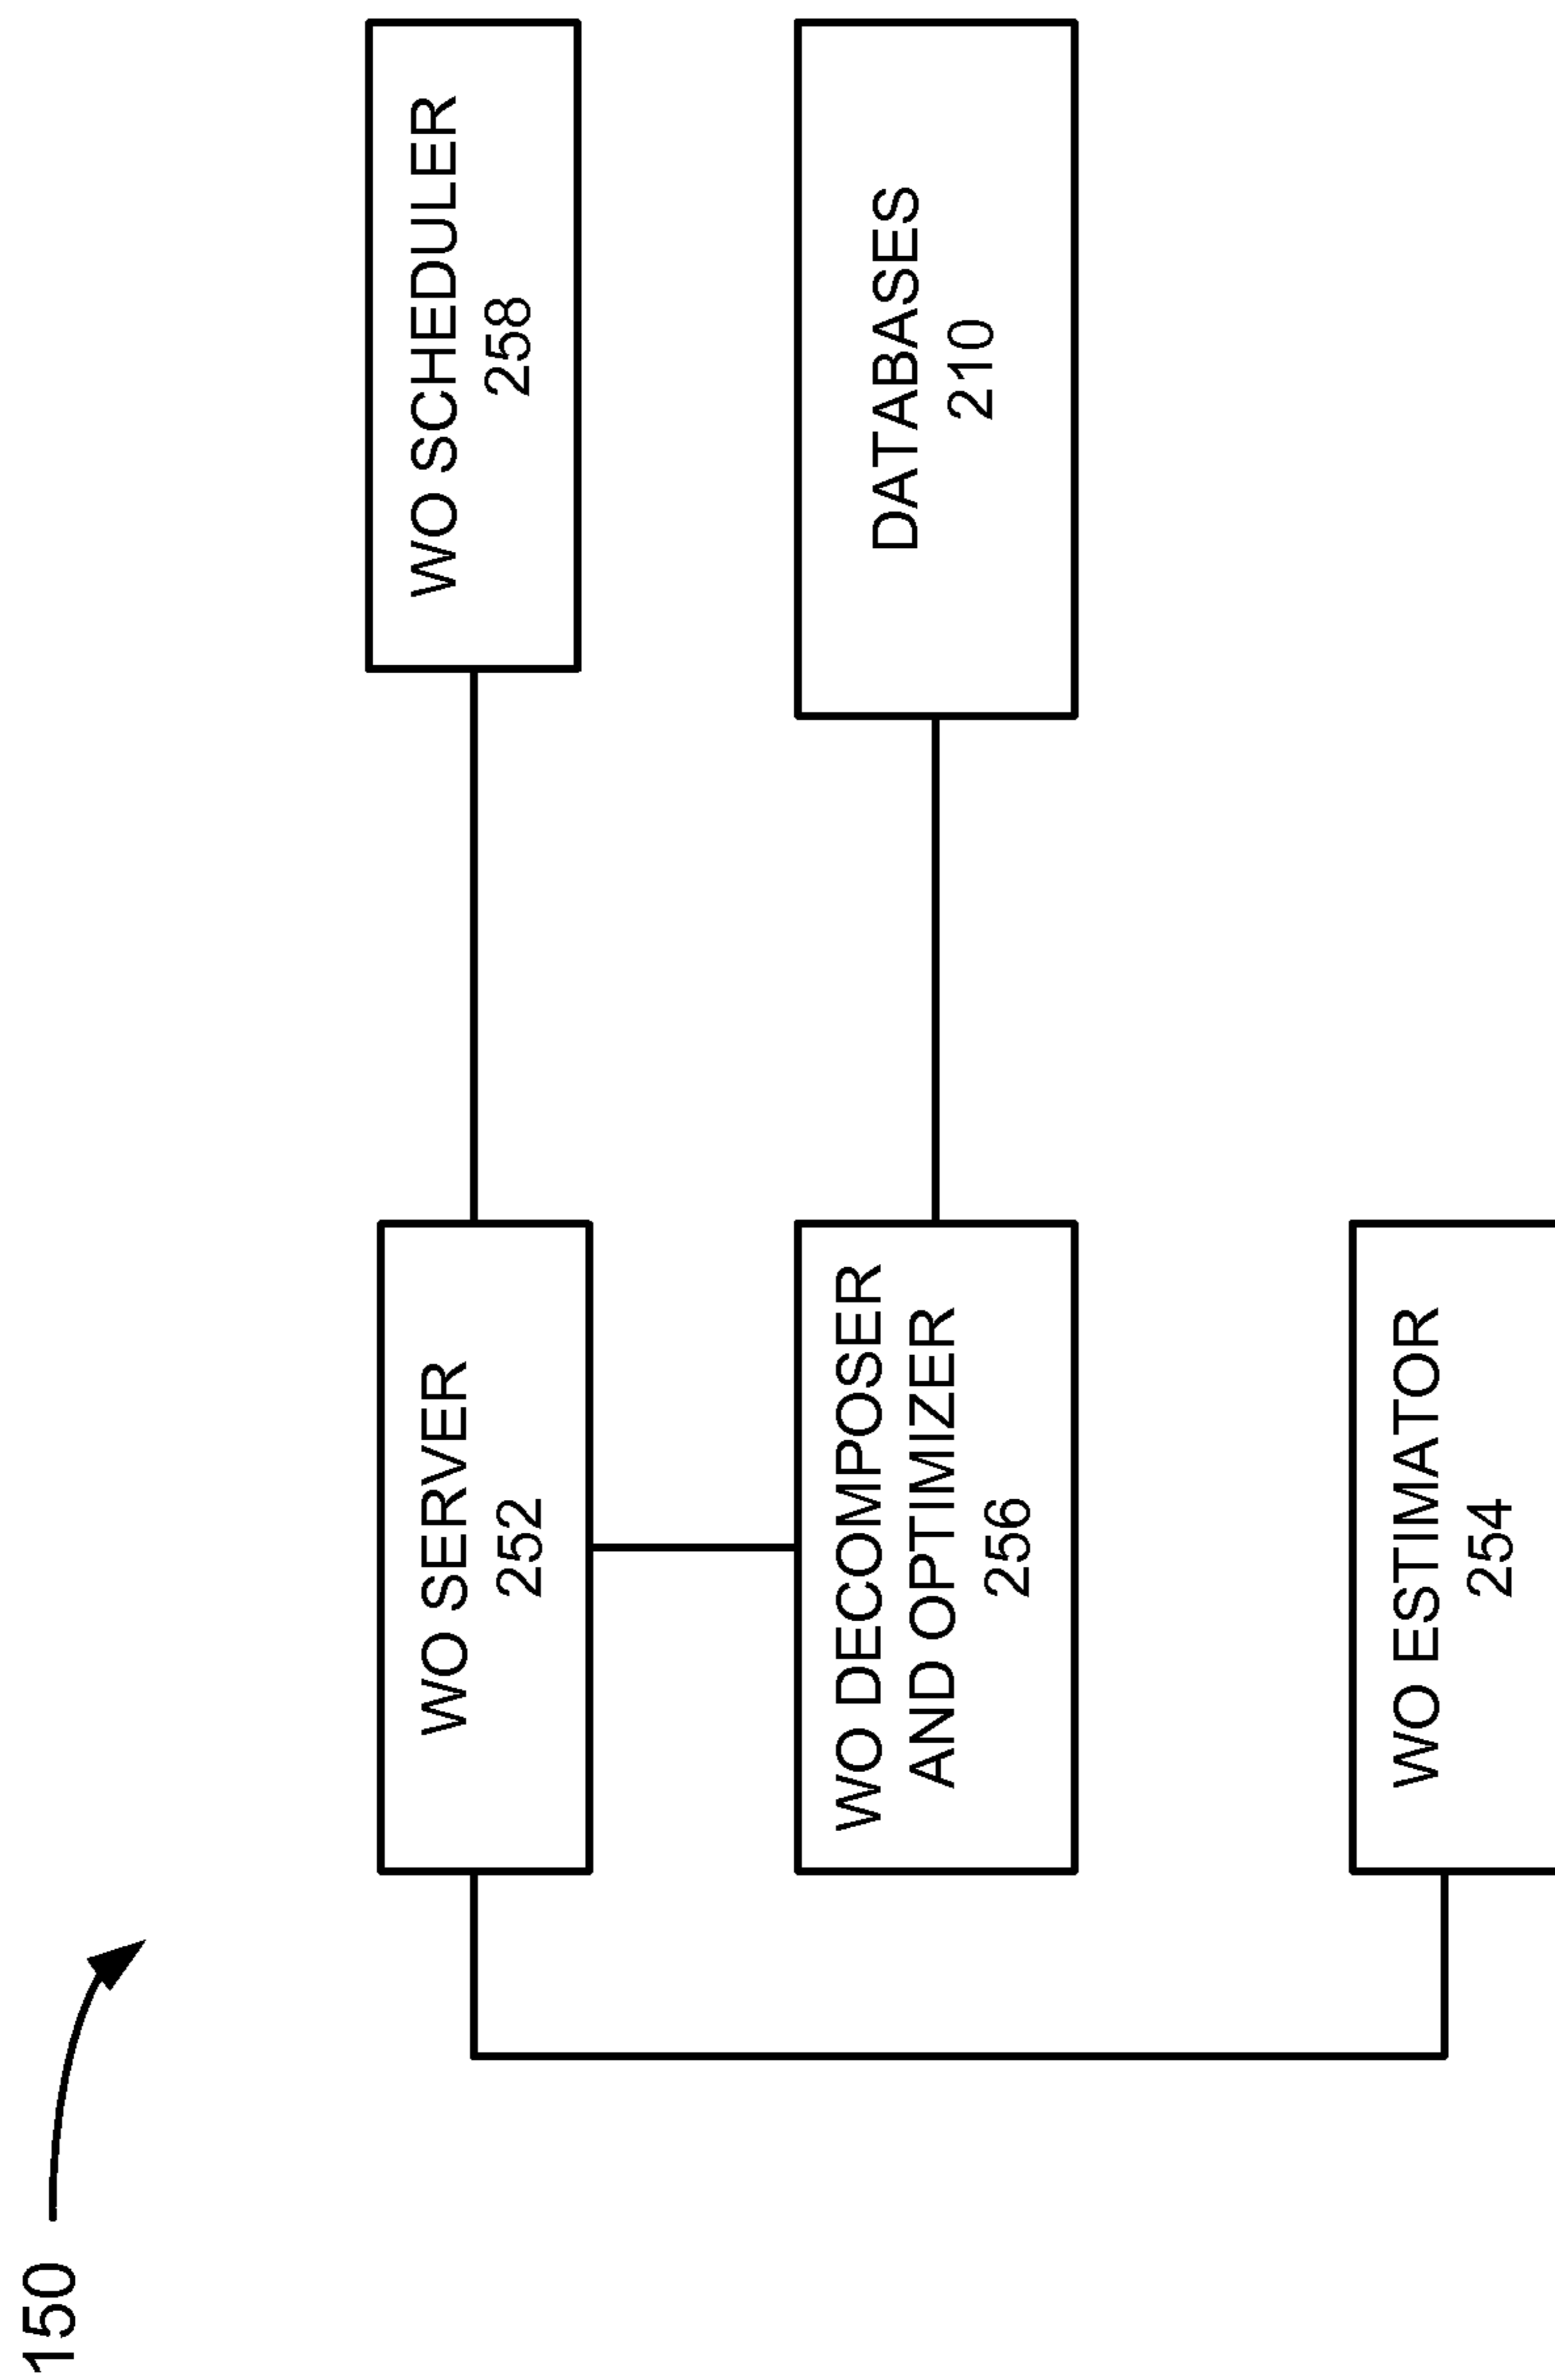 150
WO SERVER
252
WO SCHEDULER
258
WO DECOMPOSER
AND OPTIMIZER
256
DATABASES
210
WO ESTIMATOR
254